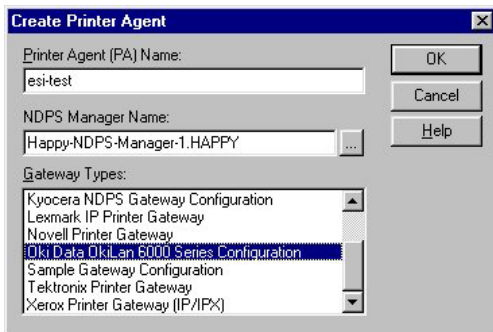 Create Printer Agent
Printer Agent (PA) Name:
esi-test
NDPS Manager Name:
Happy-NDPS-Manager-1.HAPPY
...
Gateway Types:
Kyocera NDPS Gateway Configuration
Lexmark IP Printer Gateway
Novell Printer Gateway
Oki Data OkiLan 6000 Series Configuration
Sample Gateway Configuration
Tektronix Printer Gateway
Xerox Printer Gateway (IP/IPX)
OK
Cancel
Help